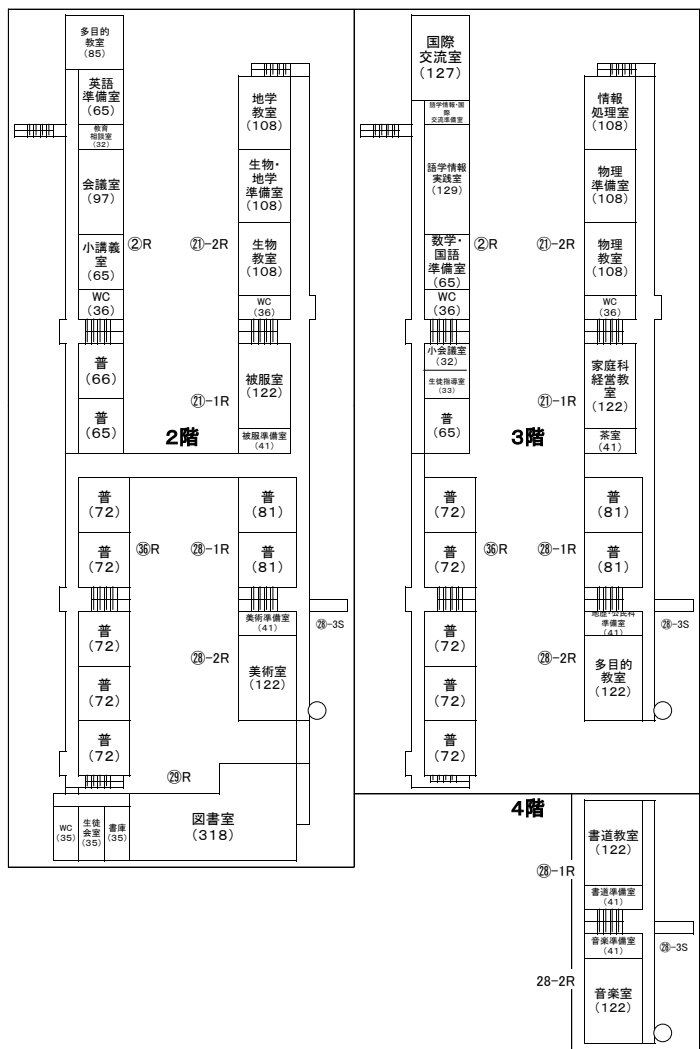 多目的
教室
(85)
英語
準備室
(65)
教育
相談室
(32)
会議室
(97)
小講義
室
(65)
WC
(36)
普
(66)
普
(65)
②R
㉑-2R
㉑-1R
2階
地学
教室
(108)
生物・
地学
準備室
(108)
生物
教室
(108)
WC
(36)
被服室
(122)
被服準備室
(41)
普
(72)
普
(72)
普
(72)
普
(72)
普
(72)
㊱R
㉘-1R
㉘-2R
㉙R
普
(81)
普
(81)
美術準備室
(41)
美術室
(122)
㉘-3S
WC
(35)
生徒
会室
(35)
書庫
(35)
図書室
(318)
国際
交流室
(127)
語学情報・国
際
交流準備室
語学情報
実践室
(129)
数学・
国語
準備室
(65)
WC
(36)
小会議室
(32)
生徒指導室
(33)
普
(65)
②R
㉑-2R
㉑-1R
3階
情報
処理室
(108)
物理
準備室
(108)
物理
教室
(108)
WC
(36)
家庭科
経営教
室
(122)
茶室
(41)
普
(72)
普
(72)
普
(72)
普
(72)
普
(72)
㊱R
㉘-1R
㉘-2R
普
(81)
普
(81)
地歴・公民科
準備室
(41)
多目的
教室
(122)
㉘-3S
4階
書道教室
(122)
㉘-1R
書道準備室
(41)
音楽準備室
(41)
㉘-3S
28-2R
音楽室
(122)